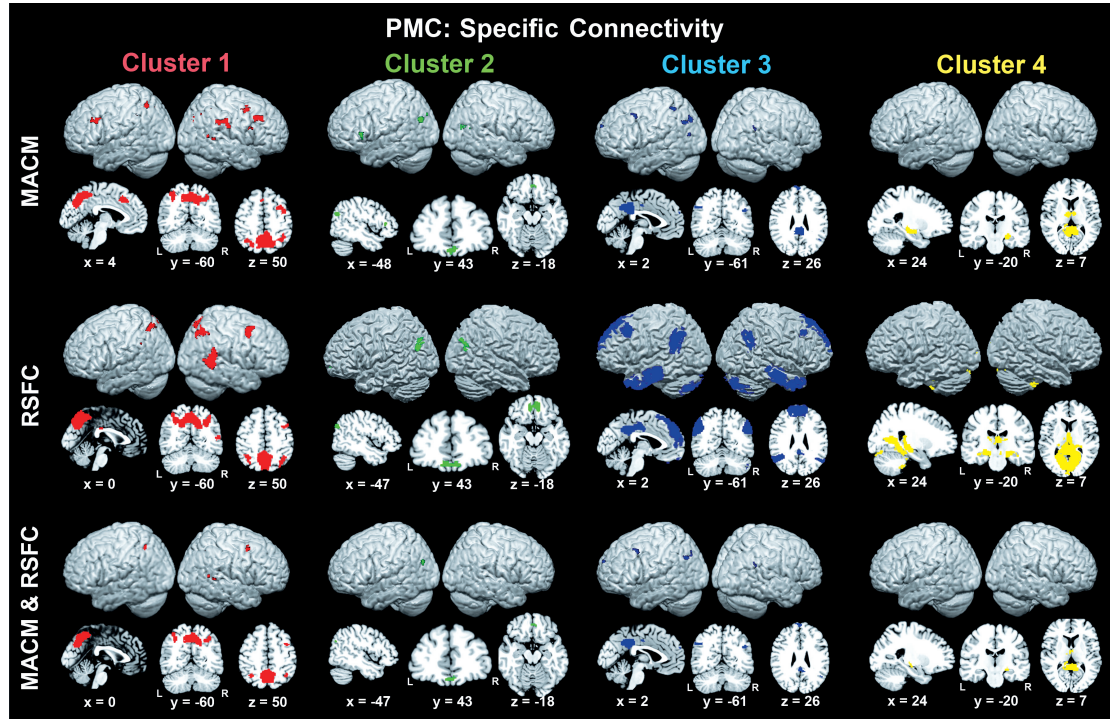 PMC: Specific Connectivity
Cluster 1 Cluster 2 Cluster 3 Cluster 4
MACM
L R L R L R L R
x = 4 y = -60 z = 50 x = -48 y = 43 z = -18 x = 2 y = -61 z = 26 x = 24 y = -20 z = 7
RSFC
L R L R L R L R
x = 0 y = -60 z = 50 x = -47 y = 43 z = -18 x = 2 y = -61 z = 26 x = 24 y = -20 z = 7
MACM & RSFC
L R L R L R L R
x = 0 y = -60 z = 50 x = -47 y = 43 z = -18 x = 2 y = -61 z = 26 x = 24 y = -20 z = 7